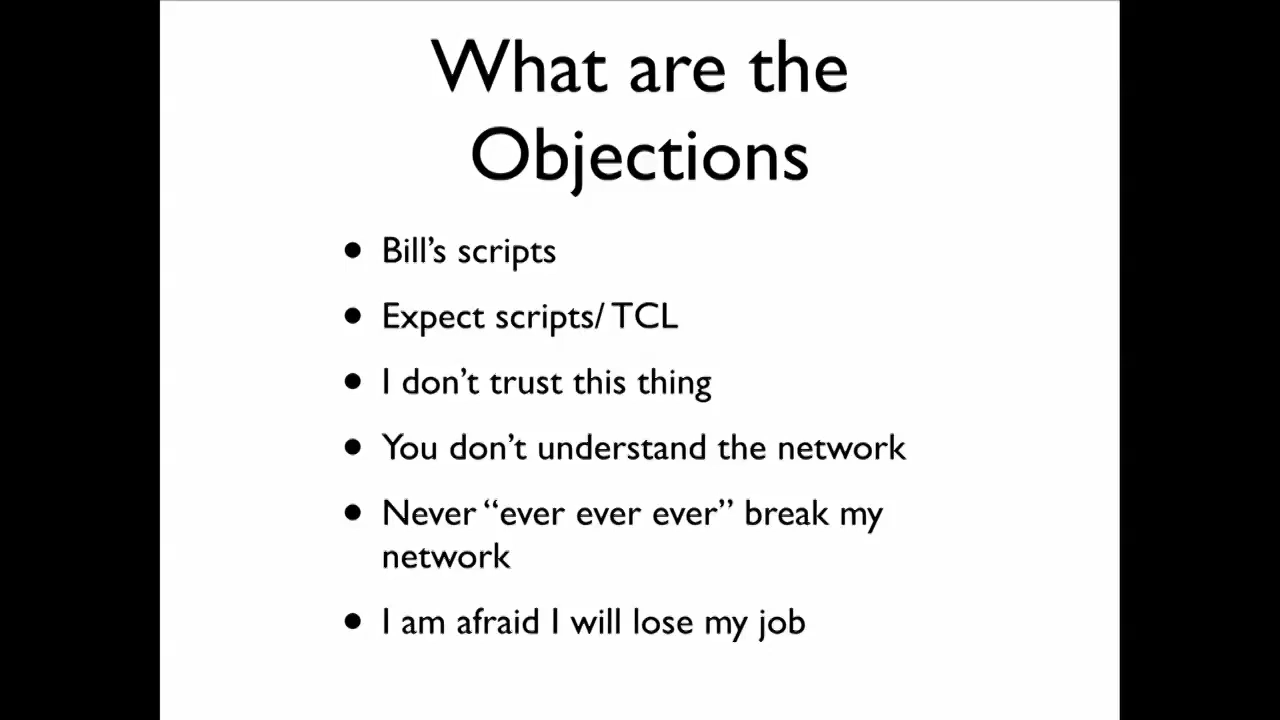 What are the
Objections
• Bill’s scripts
• Expect scripts/ TCL
• I don’t trust this thing
• You don’t understand the network
• Never “ever ever ever” break my
network
• I am afraid I will lose my job